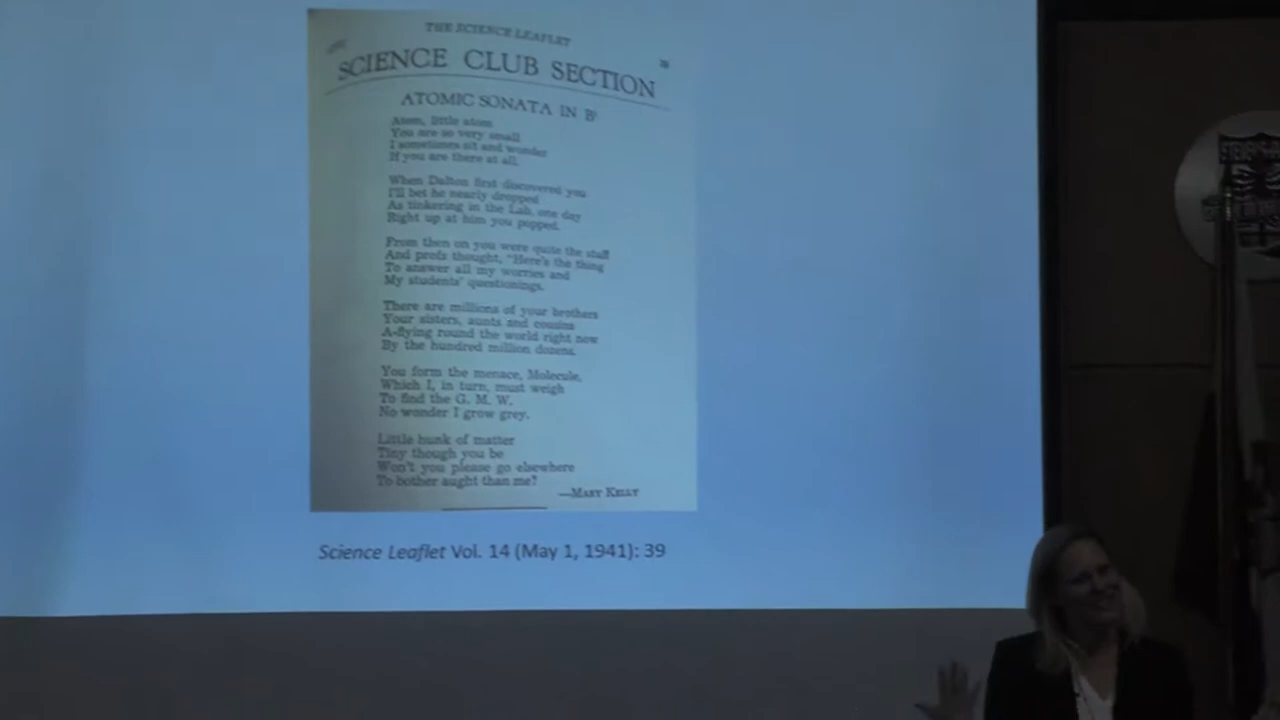 THE SCIENCE LEAFLET
39
SCIENCE CLUB SECTION
ATOMIC SONATA IN B♭
Atom, little atom
You are so very small
I sometimes sit and wonder
If you are there at all.
When Dalton first discovered you
I'll bet he nearly dropped
As tinkering in the Lab, one day
Right up at him you popped.
From then on you were quite the stuff
And profs thought, "Here's the thing
To answer all my worries and
My students' questionings.
There are millions of your brothers
Your sisters, aunts and cousins
A-flying round the world right now
By the hundred million dozens.
You form the menace, Molecule,
Which I, in turn, must weigh
To find the G. M. W.
No wonder I grow grey.
Little hunk of matter
Tiny though you be
Won't you please go elsewhere
To bother aught than me?
—MARY KELLY
Science Leaflet Vol. 14 (May 1, 1941): 39